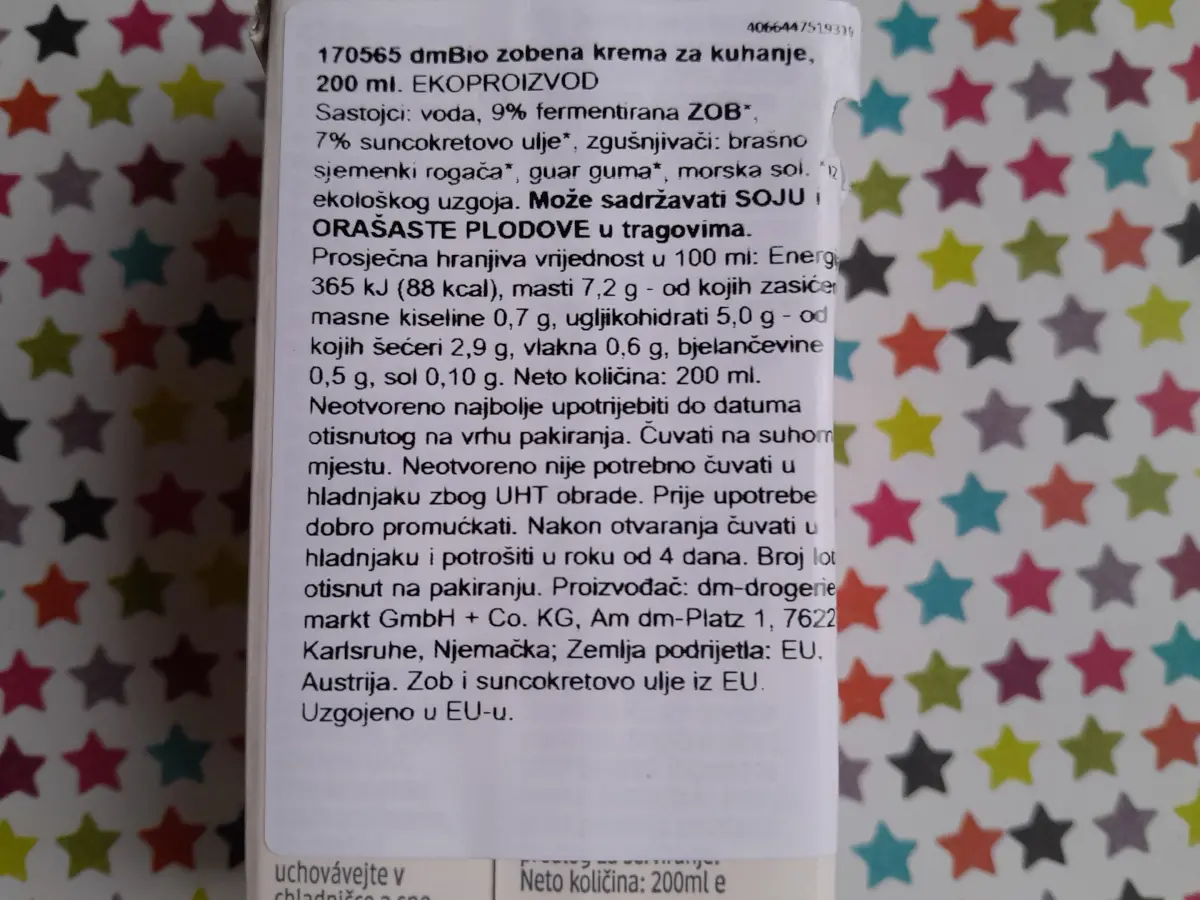 4066447519339
170565 dmBio zobena krema za kuhanje,
200 ml. EKOPROIZVOD
Sastojci: voda, 9% fermentirana ZOB*,
7% suncokretovo ulje*, zgušnjivači: brašno
sjemenki rogača*, guar guma*, morska sol. *iz
ekološkog uzgoja. Može sadržavati SOJU i
ORAŠASTE PLODOVE u tragovima.
Prosječna hranjiva vrijednost u 100 ml: Energi
365 kJ (88 kcal), masti 7,2 g - od kojih zasićen
masne kiseline 0,7 g, ugljikohidrati 5,0 g - od
kojih šećeri 2,9 g, vlakna 0,6 g, bjelančevine
0,5 g, sol 0,10 g. Neto količina: 200 ml.
Neotvoreno najbolje upotrijebiti do datuma
otisnutog na vrhu pakiranja. Čuvati na suhom
mjestu. Neotvoreno nije potrebno čuvati u
hladnjaku zbog UHT obrade. Prije upotrebe
dobro promućkati. Nakon otvaranja čuvati u
hladnjaku i potrošiti u roku od 4 dana. Broj lot
otisnut na pakiranju. Proizvođač: dm-drogerie
markt GmbH + Co. KG, Am dm-Platz 1, 7622
Karlsruhe, Njemačka; Zemlja podrijetla: EU,
Austrija. Zob i suncokretovo ulje iz EU.
Uzgojeno u EU-u.
uchovávejte v
Neto količina: 200ml e